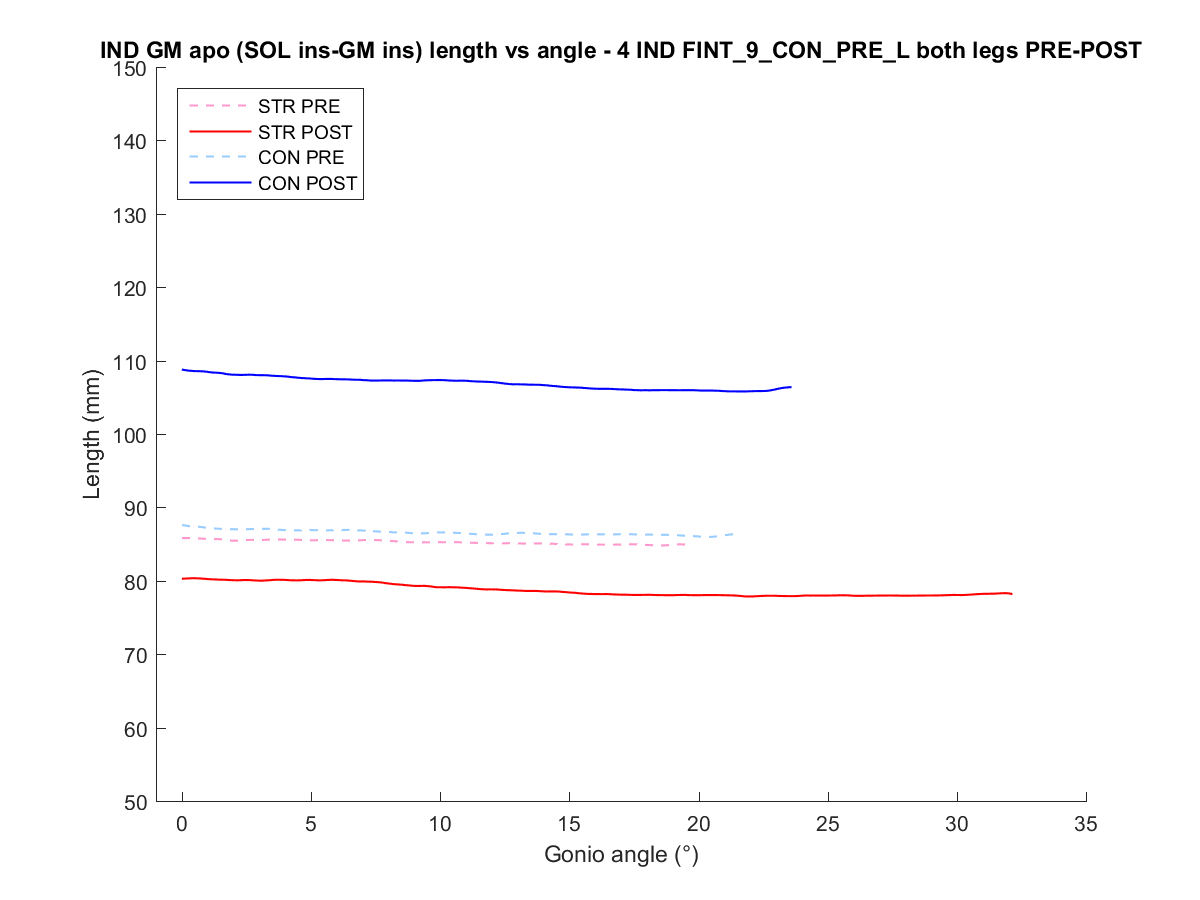 IND GM apo (SOL ins-GM ins) length vs angle - 4 IND FINT_9_CON_PRE_L both legs PRE-POST
150
140
130
120
110
100
90
80
70
60
50
Length (mm)
STR PRE
STR POST
CON PRE
CON POST
0 5 10 15 20 25 30 35
Gonio angle (°)